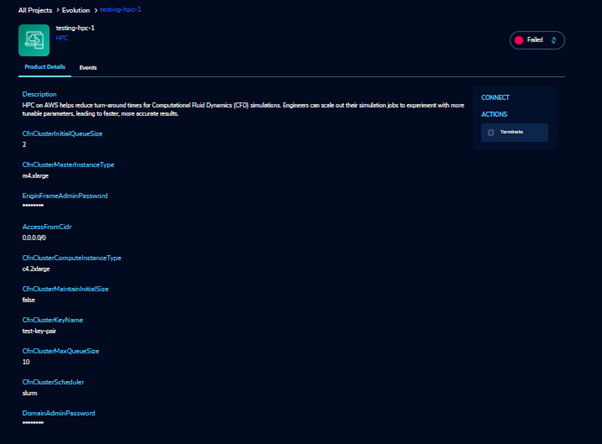 All Projects > Evolution > testing-hpc-1
testing-hpc-1
HPC
Failed
Product Details
Events
Description
HPC on AWS helps reduce turn-around times for Computational Fluid Dynamics (CFD) simulations. Engineers can scale out their simulation jobs to experiment with more
tunable parameters, leading to faster, more accurate results.
CfnClusterInitialQueueSize
2
CfnClusterMasterInstanceType
m4.xlarge
EnginFrameAdminPassword
********
AccessFromCidr
0.0.0.0/0
CfnClusterComputeInstanceType
c4.2xlarge
CfnClusterMaintainInitialSize
false
CfnClusterKeyName
test-key-pair
CfnClusterMaxQueueSize
10
CfnClusterScheduler
slurm
DomainAdminPassword
********
CONNECT
ACTIONS
Terminate